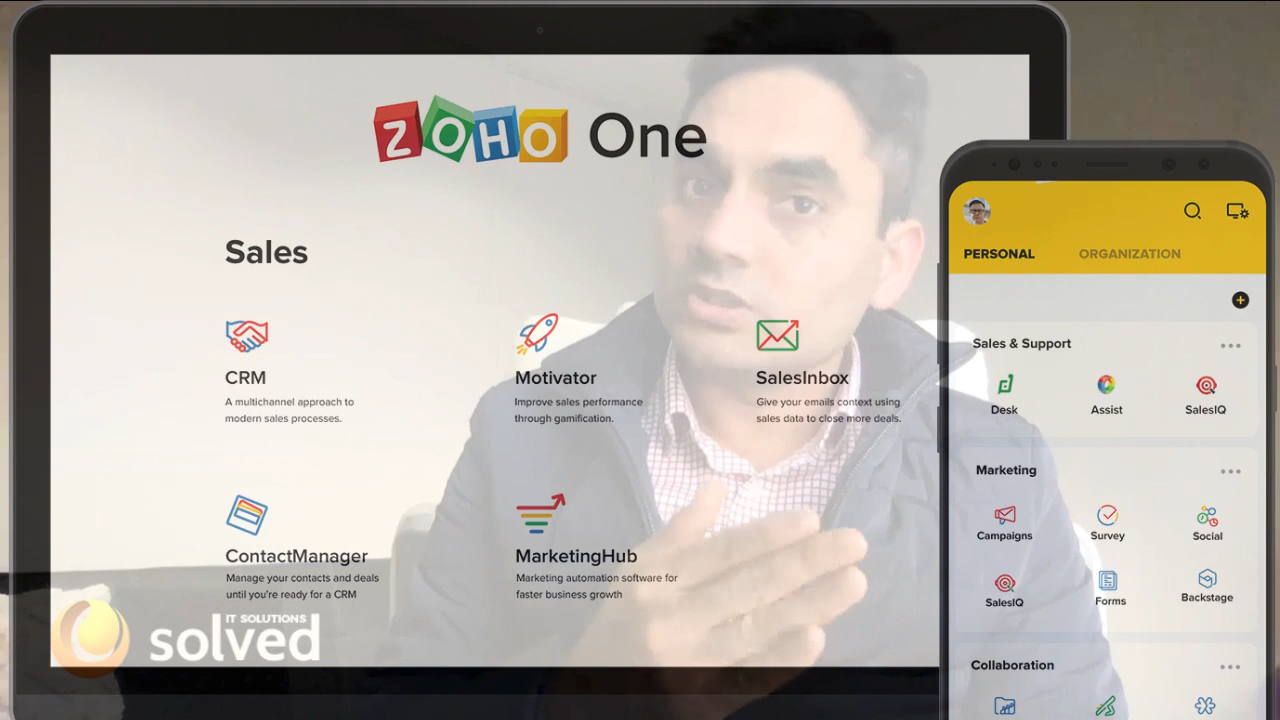 ZOHO One
Sales
CRM
A multichannel approach to
modern sales processes.
Motivator
Improve sales performance
through gamification.
SalesInbox
Give your emails context using
sales data to close more deals.
ContactManager
Manage your contacts and deals
until you're ready for a CRM
MarketingHub
Marketing automation software for
faster business growth
IT SOLUTIONS
solved
PERSONAL ORGANIZATION
Sales & Support
Desk Assist SalesIQ
Marketing
Campaigns Survey Social
SalesIQ Forms Backstage
Collaboration